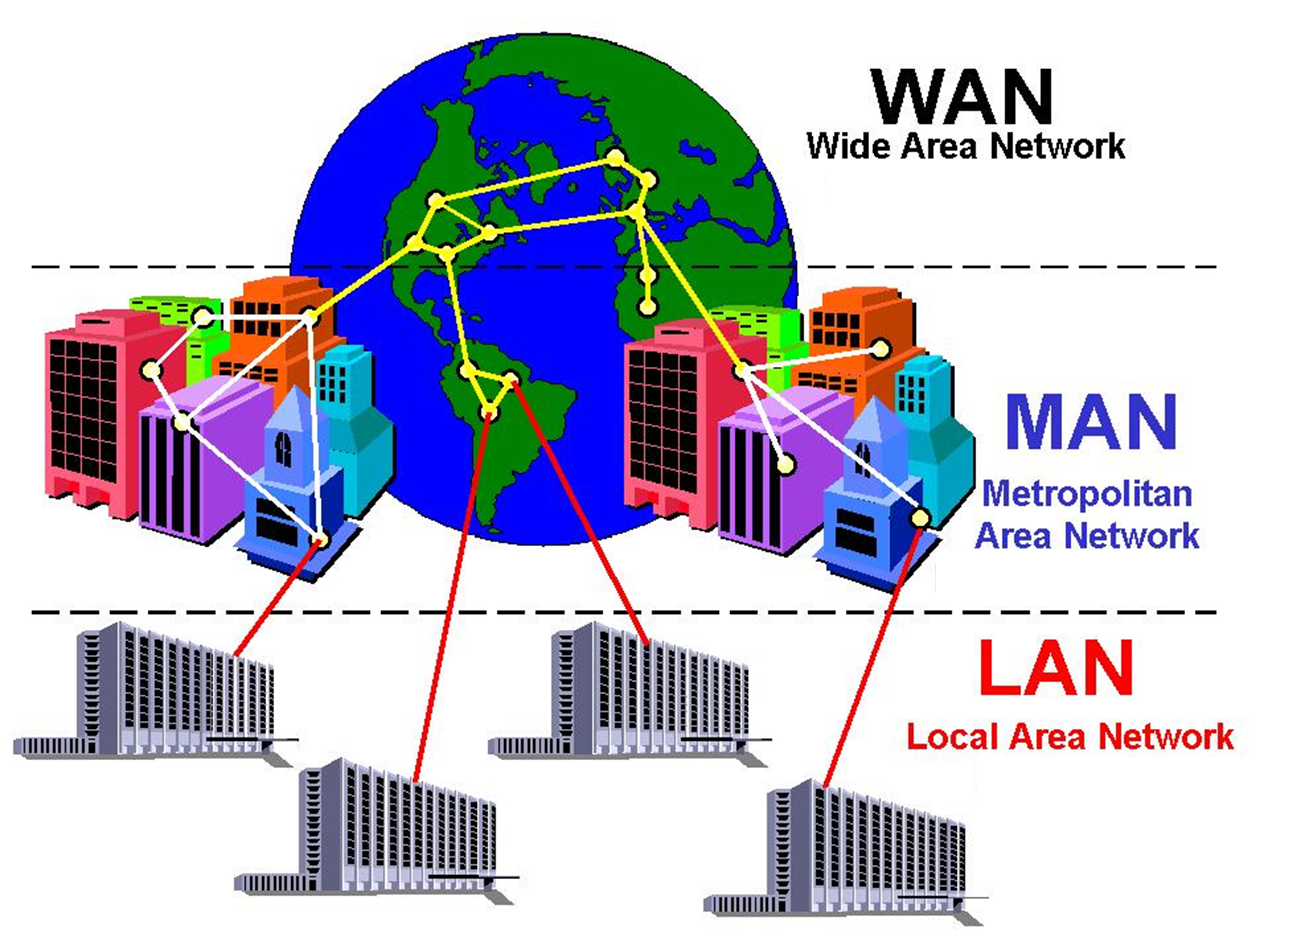 WAN
Wide Area Network
MAN
Metropolitan
Area Network
LAN
Local Area Network